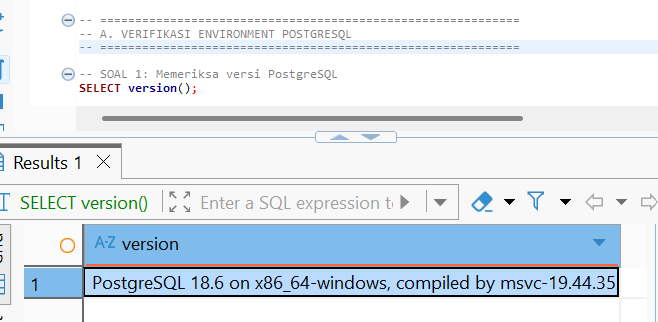 -- ============================================================
-- A. VERIFIKASI ENVIRONMENT POSTGRESQL
-- ============================================================
-- SOAL 1: Memeriksa versi PostgreSQL
SELECT version();
Results 1
SELECT version()
Enter a SQL expression to
A-Z version
1
PostgreSQL 18.6 on x86_64-windows, compiled by msvc-19.44.35